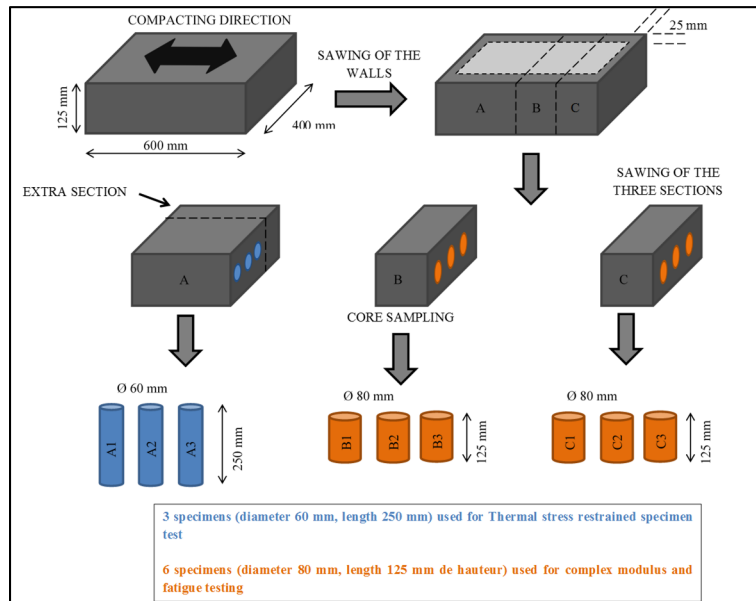 COMPACTING DIRECTION
25 mm
SAWING OF THE
WALLS
125 mm
400 mm
600 mm
A
B
C
EXTRA SECTION
SAWING OF THE
THREE SECTIONS
A
B
C
CORE SAMPLING
Ø 60 mm
Ø 80 mm
Ø 80 mm
A1
A2
A3
250 mm
B1
B2
B3
125 mm
C1
C2
C3
125 mm
3 specimens (diameter 60 mm, length 250 mm) used for Thermal stress restrained specimen
test
6 specimens (diameter 80 mm, length 125 mm de hauteur) used for complex modulus and
fatigue testing